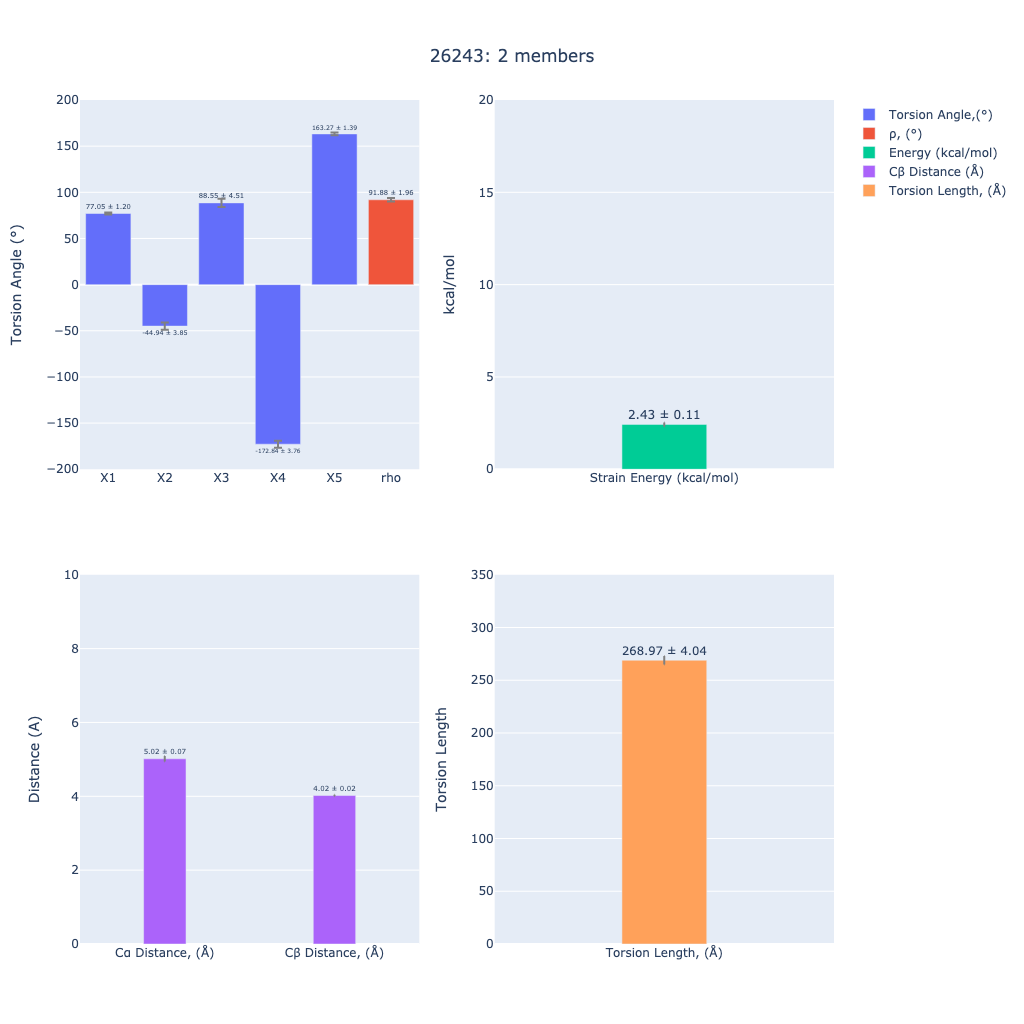 26243: 2 members
Torsion Angle (°)
200
150
100
50
0
−50
−100
−150
−200
77.05 ± 1.20
-44.94 ± 3.85
88.55 ± 4.51
-172.84 ± 3.76
163.27 ± 1.39
91.88 ± 1.96
X1 X2 X3 X4 X5 rho
kcal/mol
20
15
10
5
0
2.43 ± 0.11
Strain Energy (kcal/mol)
Torsion Angle,(°)
ρ, (°)
Energy (kcal/mol)
Cβ Distance (Å)
Torsion Length, (Å)
Distance (A)
10
8
6
4
2
0
5.02 ± 0.07
4.02 ± 0.02
Cα Distance, (Å) Cβ Distance, (Å)
Torsion Length
350
300
250
200
150
100
50
0
268.97 ± 4.04
Torsion Length, (Å)